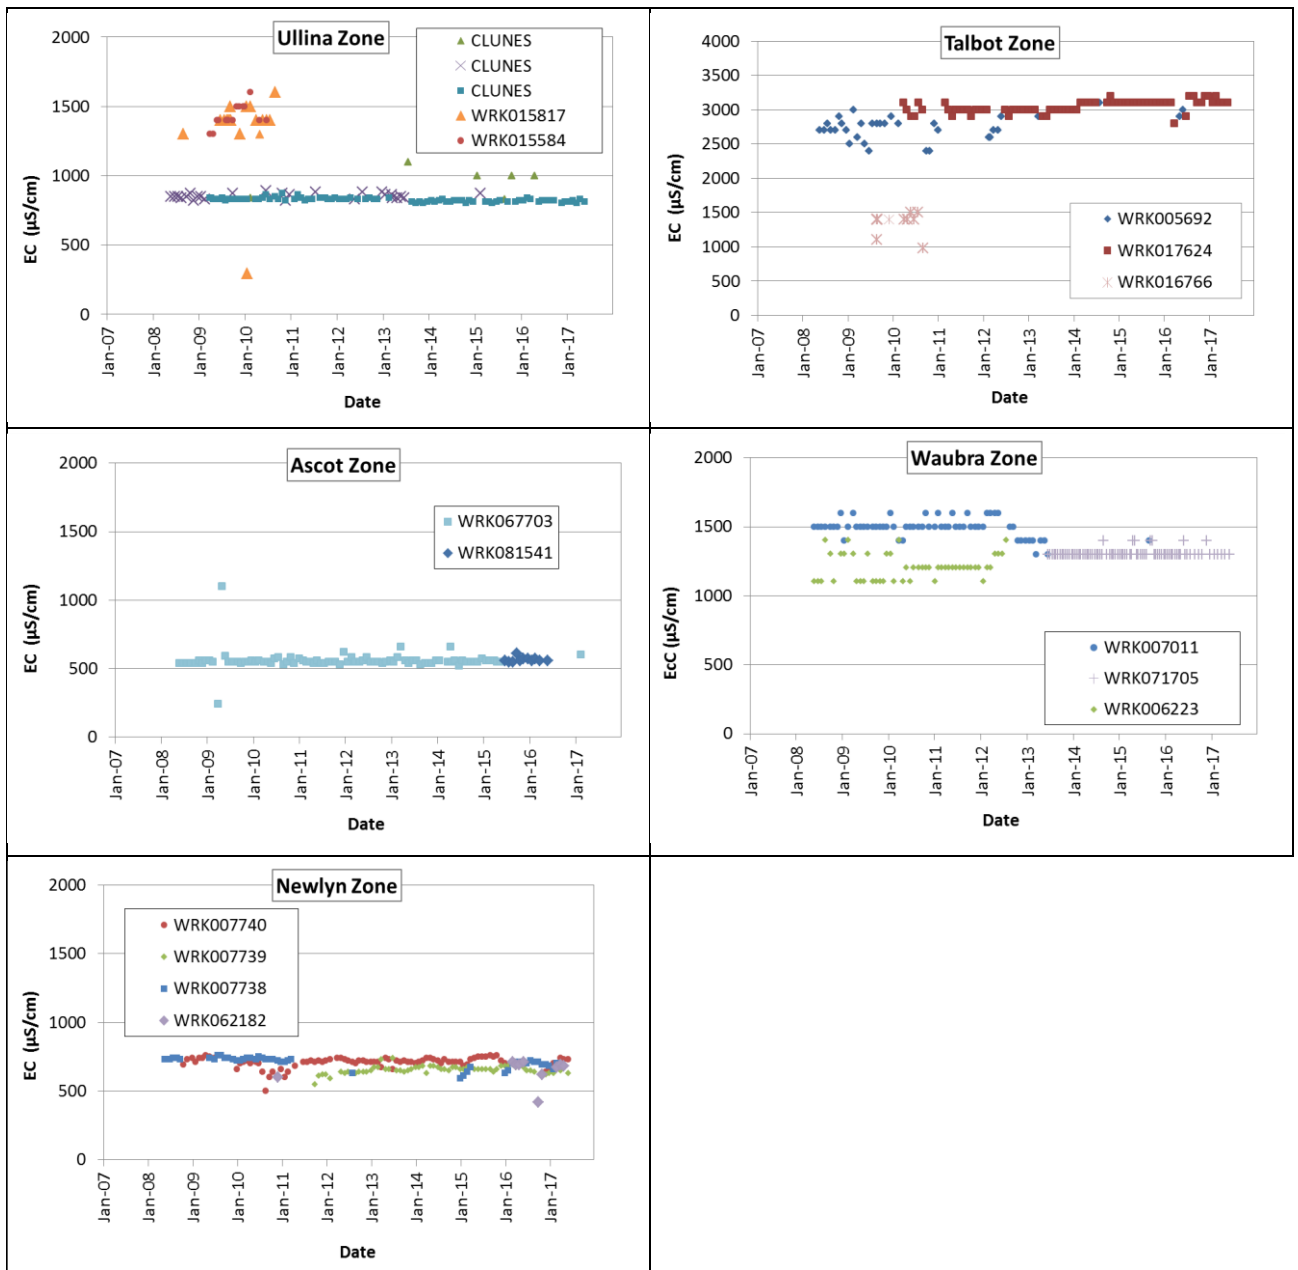 Ullina Zone
EC (µS/cm)
2000
1500
1000
500
0
CLUNES
CLUNES
CLUNES
WRK015817
WRK015584
Jan-07
Jan-08
Jan-09
Jan-10
Jan-11
Jan-12
Jan-13
Jan-14
Jan-15
Jan-16
Jan-17
Date
Talbot Zone
EC (µS/cm)
4000
3500
3000
2500
2000
1500
1000
500
0
WRK005692
WRK017624
WRK016766
Jan-07
Jan-08
Jan-09
Jan-10
Jan-11
Jan-12
Jan-13
Jan-14
Jan-15
Jan-16
Jan-17
Date
Ascot Zone
EC (µS/cm)
2000
1500
1000
500
0
WRK067703
WRK081541
Jan-07
Jan-08
Jan-09
Jan-10
Jan-11
Jan-12
Jan-13
Jan-14
Jan-15
Jan-16
Jan-17
Date
Waubra Zone
EcC (µS/cm)
2000
1500
1000
500
0
WRK007011
WRK071705
WRK006223
Jan-07
Jan-08
Jan-09
Jan-10
Jan-11
Jan-12
Jan-13
Jan-14
Jan-15
Jan-16
Jan-17
Date
Newlyn Zone
EC (µS/cm)
2000
1500
1000
500
0
WRK007740
WRK007739
WRK007738
WRK062182
Jan-07
Jan-08
Jan-09
Jan-10
Jan-11
Jan-12
Jan-13
Jan-14
Jan-15
Jan-16
Jan-17
Date